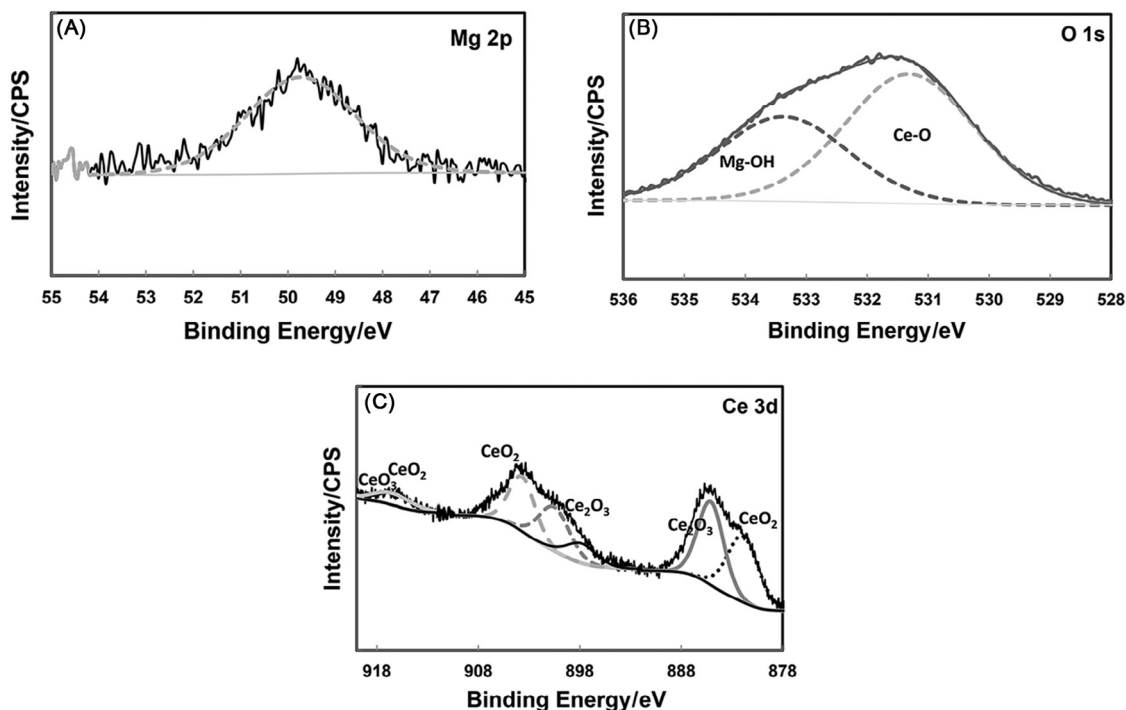 (A)
Mg 2p
Intensity/CPS
55 54 53 52 51 50 49 48 47 46 45
Binding Energy/eV
(B)
O 1s
Intensity/CPS
Mg-OH
Ce-O
536 535 534 533 532 531 530 529 528
Binding Energy/eV
(C)
Ce 3d
Intensity/CPS
CeO3
CeO2
CeO2
Ce2O3
Ce2O3
CeO2
918 908 898 888 878
Binding Energy/eV